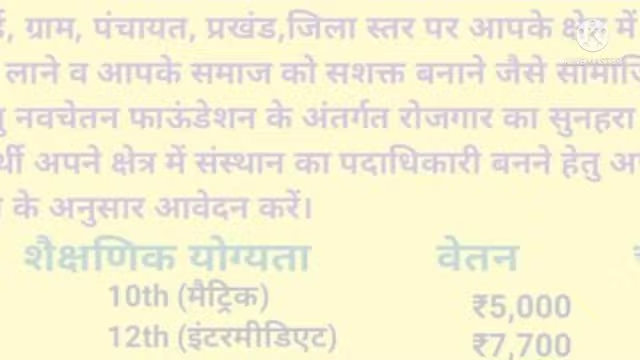 ग्राम, पंचायत, प्रखंड,जिला स्तर पर आपके क्षेत्र में
लाने व आपके समाज को सशक्त बनाने जैसे
नवचेतन फाऊंडेशन के अंतर्गत रोजगार का सुनहरा
अपने क्षेत्र में संस्थान का पदाधिकारी बनने हेतु
के अनुसार आवेदन करें।
शैक्षणिक योग्यता वेतन
10th (मैट्रिक) ₹5,000
12th (इंटरमीडिएट) ₹7,700